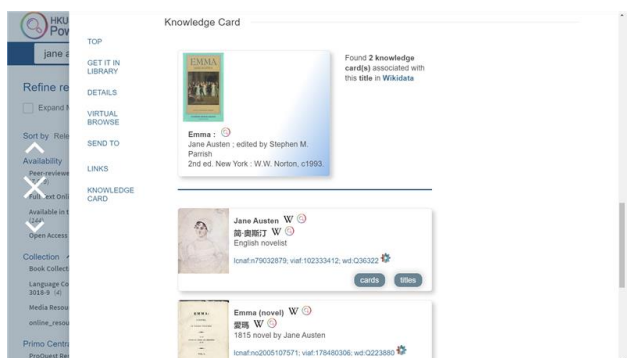 HKU
Pow
jane a
Refine re
Expand M
Sort by Rele
Availability
Peer-reviewe
Full Text Onli
Available in t
Open Access
Collection
Book Collect
Language Co
3018-9 (4)
Media Resou
online_resou
Primo Centra
ProQuest Rec
TOP
GET IT IN
LIBRARY
DETAILS
VIRTUAL
BROWSE
SEND TO
LINKS
KNOWLEDGE
CARD
Knowledge Card
EMMA
Emma :
Jane Austen ; edited by Stephen M.
Parrish
2nd ed. New York : W.W. Norton, c1993.
Found 2 knowledge
card(s) associated with
this title in Wikidata
Jane Austen W
简·奥斯汀 W
English novelist
lcnaf:n79032879; viaf:102333412; wd:Q36322
cards titles
EMMA:
Emma (novel) W
愛瑪 W
1815 novel by Jane Austen
lcnaf:no2005107571; viaf:178480306; wd:Q223880